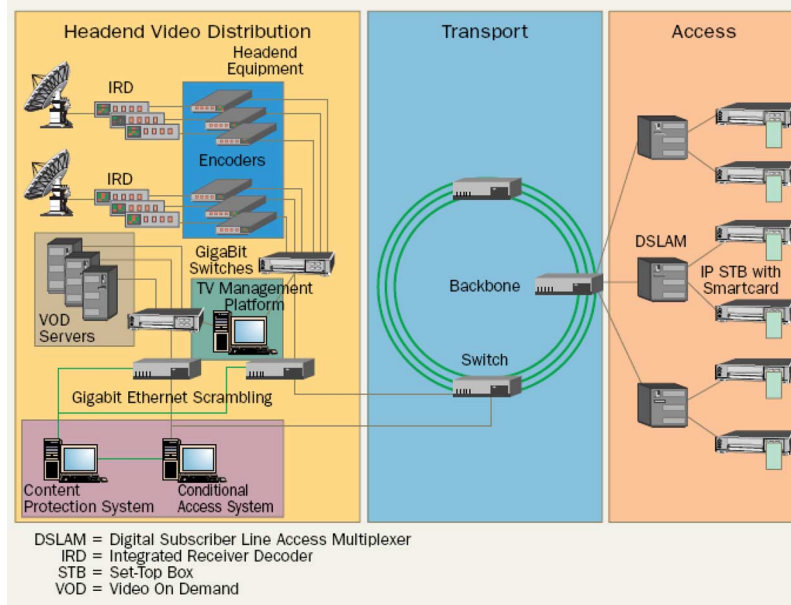 Headend Video Distribution
Transport
Access
Headend
Equipment
IRD
Encoders
IRD
GigaBit
Switches
DSLAM
IP STB with
Smartcard
TV Management
Platform
Backbone
VOD
Servers
Switch
Gigabit Ethernet Scrambling
Content
Protection System
Conditional
Access System
DSLAM = Digital Subscriber Line Access Multiplexer
IRD = Integrated Receiver Decoder
STB = Set-Top Box
VOD = Video On Demand